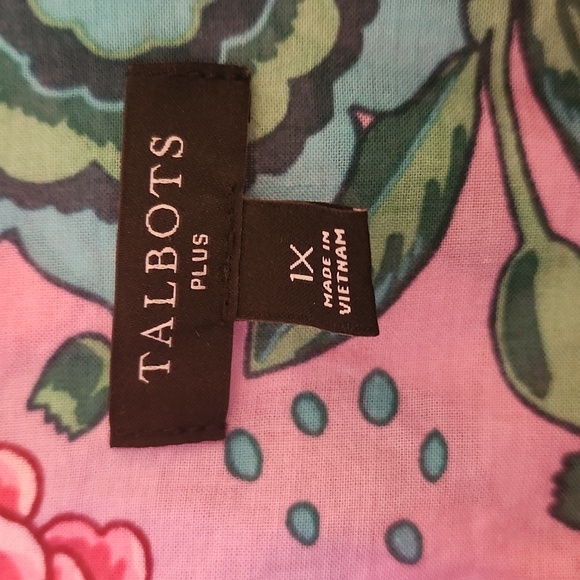 TALBOTS
PLUS
1X
MADE IN
VIETNAM